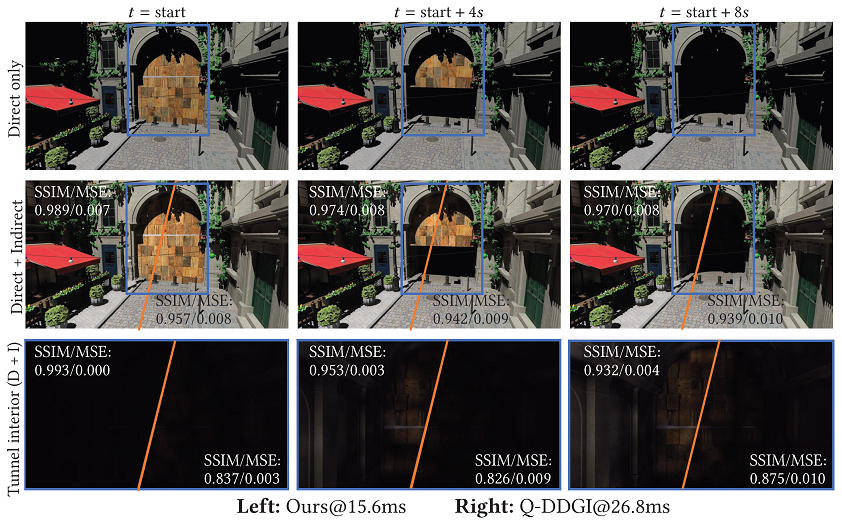 t = start
t = start + 4s
t = start + 8s
Direct only
Direct + Indirect
SSIM/MSE:
0.989/0.007
SSIM/MSE:
0.957/0.008
SSIM/MSE:
0.974/0.008
SSIM/MSE:
0.942/0.009
SSIM/MSE:
0.970/0.008
SSIM/MSE:
0.939/0.010
Tunnel interior (D + I)
SSIM/MSE:
0.993/0.000
SSIM/MSE:
0.837/0.003
SSIM/MSE:
0.953/0.003
SSIM/MSE:
0.826/0.009
SSIM/MSE:
0.932/0.004
SSIM/MSE:
0.875/0.010
Left: Ours@15.6ms
Right: Q-DDGI@26.8ms